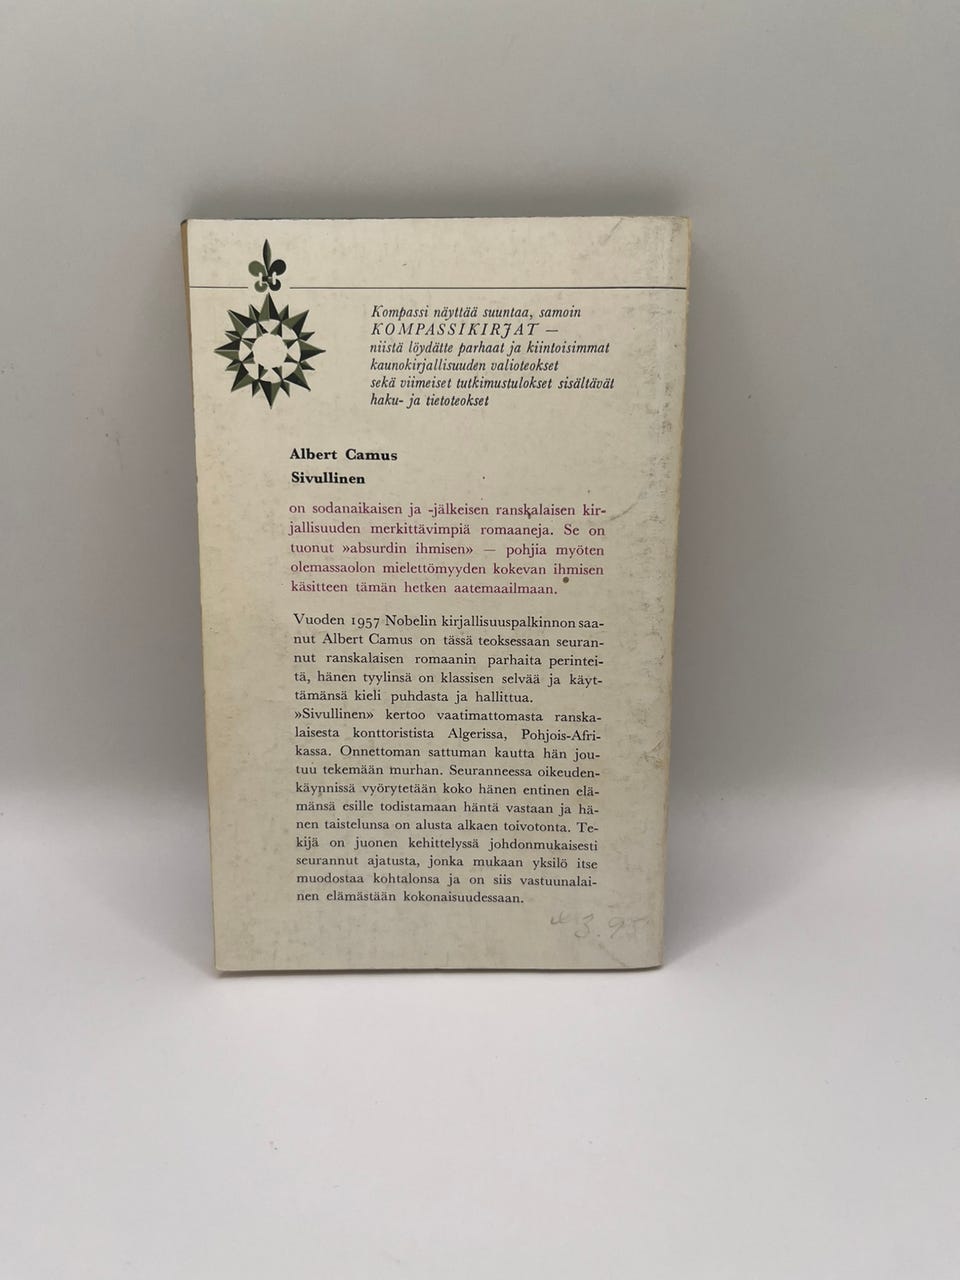 Kompassi näyttää suuntaa, samoin
KOMPASSIKIRJAT —
niistä löydätte parhaat ja kiintoisimmat
kaunokirjallisuuden valioteokset
sekä viimeiset tutkimustulokset sisältävät
haku- ja tietoteokset
Albert Camus
Sivullinen
on sodanaikaisen ja -jälkeisen ranskalaisen kir-
jallisuuden merkittävimpiä romaaneja. Se on
tuonut »absurdin ihmisen» — pohjia myöten
olemassaolon mielettömyyden kokevan ihmisen
käsitteen tämän hetken aatemaailmaan.
Vuoden 1957 Nobelin kirjallisuuspalkinnon saa-
nut Albert Camus on tässä teoksessaan seuran-
nut ranskalaisen romaanin parhaita perintei-
tä, hänen tyylinsä on klassisen selvää ja käyt-
tämänsä kieli puhdasta ja hallittua.
»Sivullinen» kertoo vaatimattomasta ranska-
laisesta konttoristista Algerissa, Pohjois-Afri-
kassa. Onnettoman sattuman kautta hän jou-
tuu tekemään murhan. Seuranneessa oikeuden-
käynnissä vyörytetään koko hänen entinen elä-
mänsä esille todistamaan häntä vastaan ja hä-
nen taistelunsa on alusta alkaen toivotonta. Te-
kijä on juonen kehittelyssä johdonmukaisesti
seurannut ajatusta, jonka mukaan yksilö itse
muodostaa kohtalonsa ja on siis vastuunalai-
nen elämästään kokonaisuudessaan.
3.95